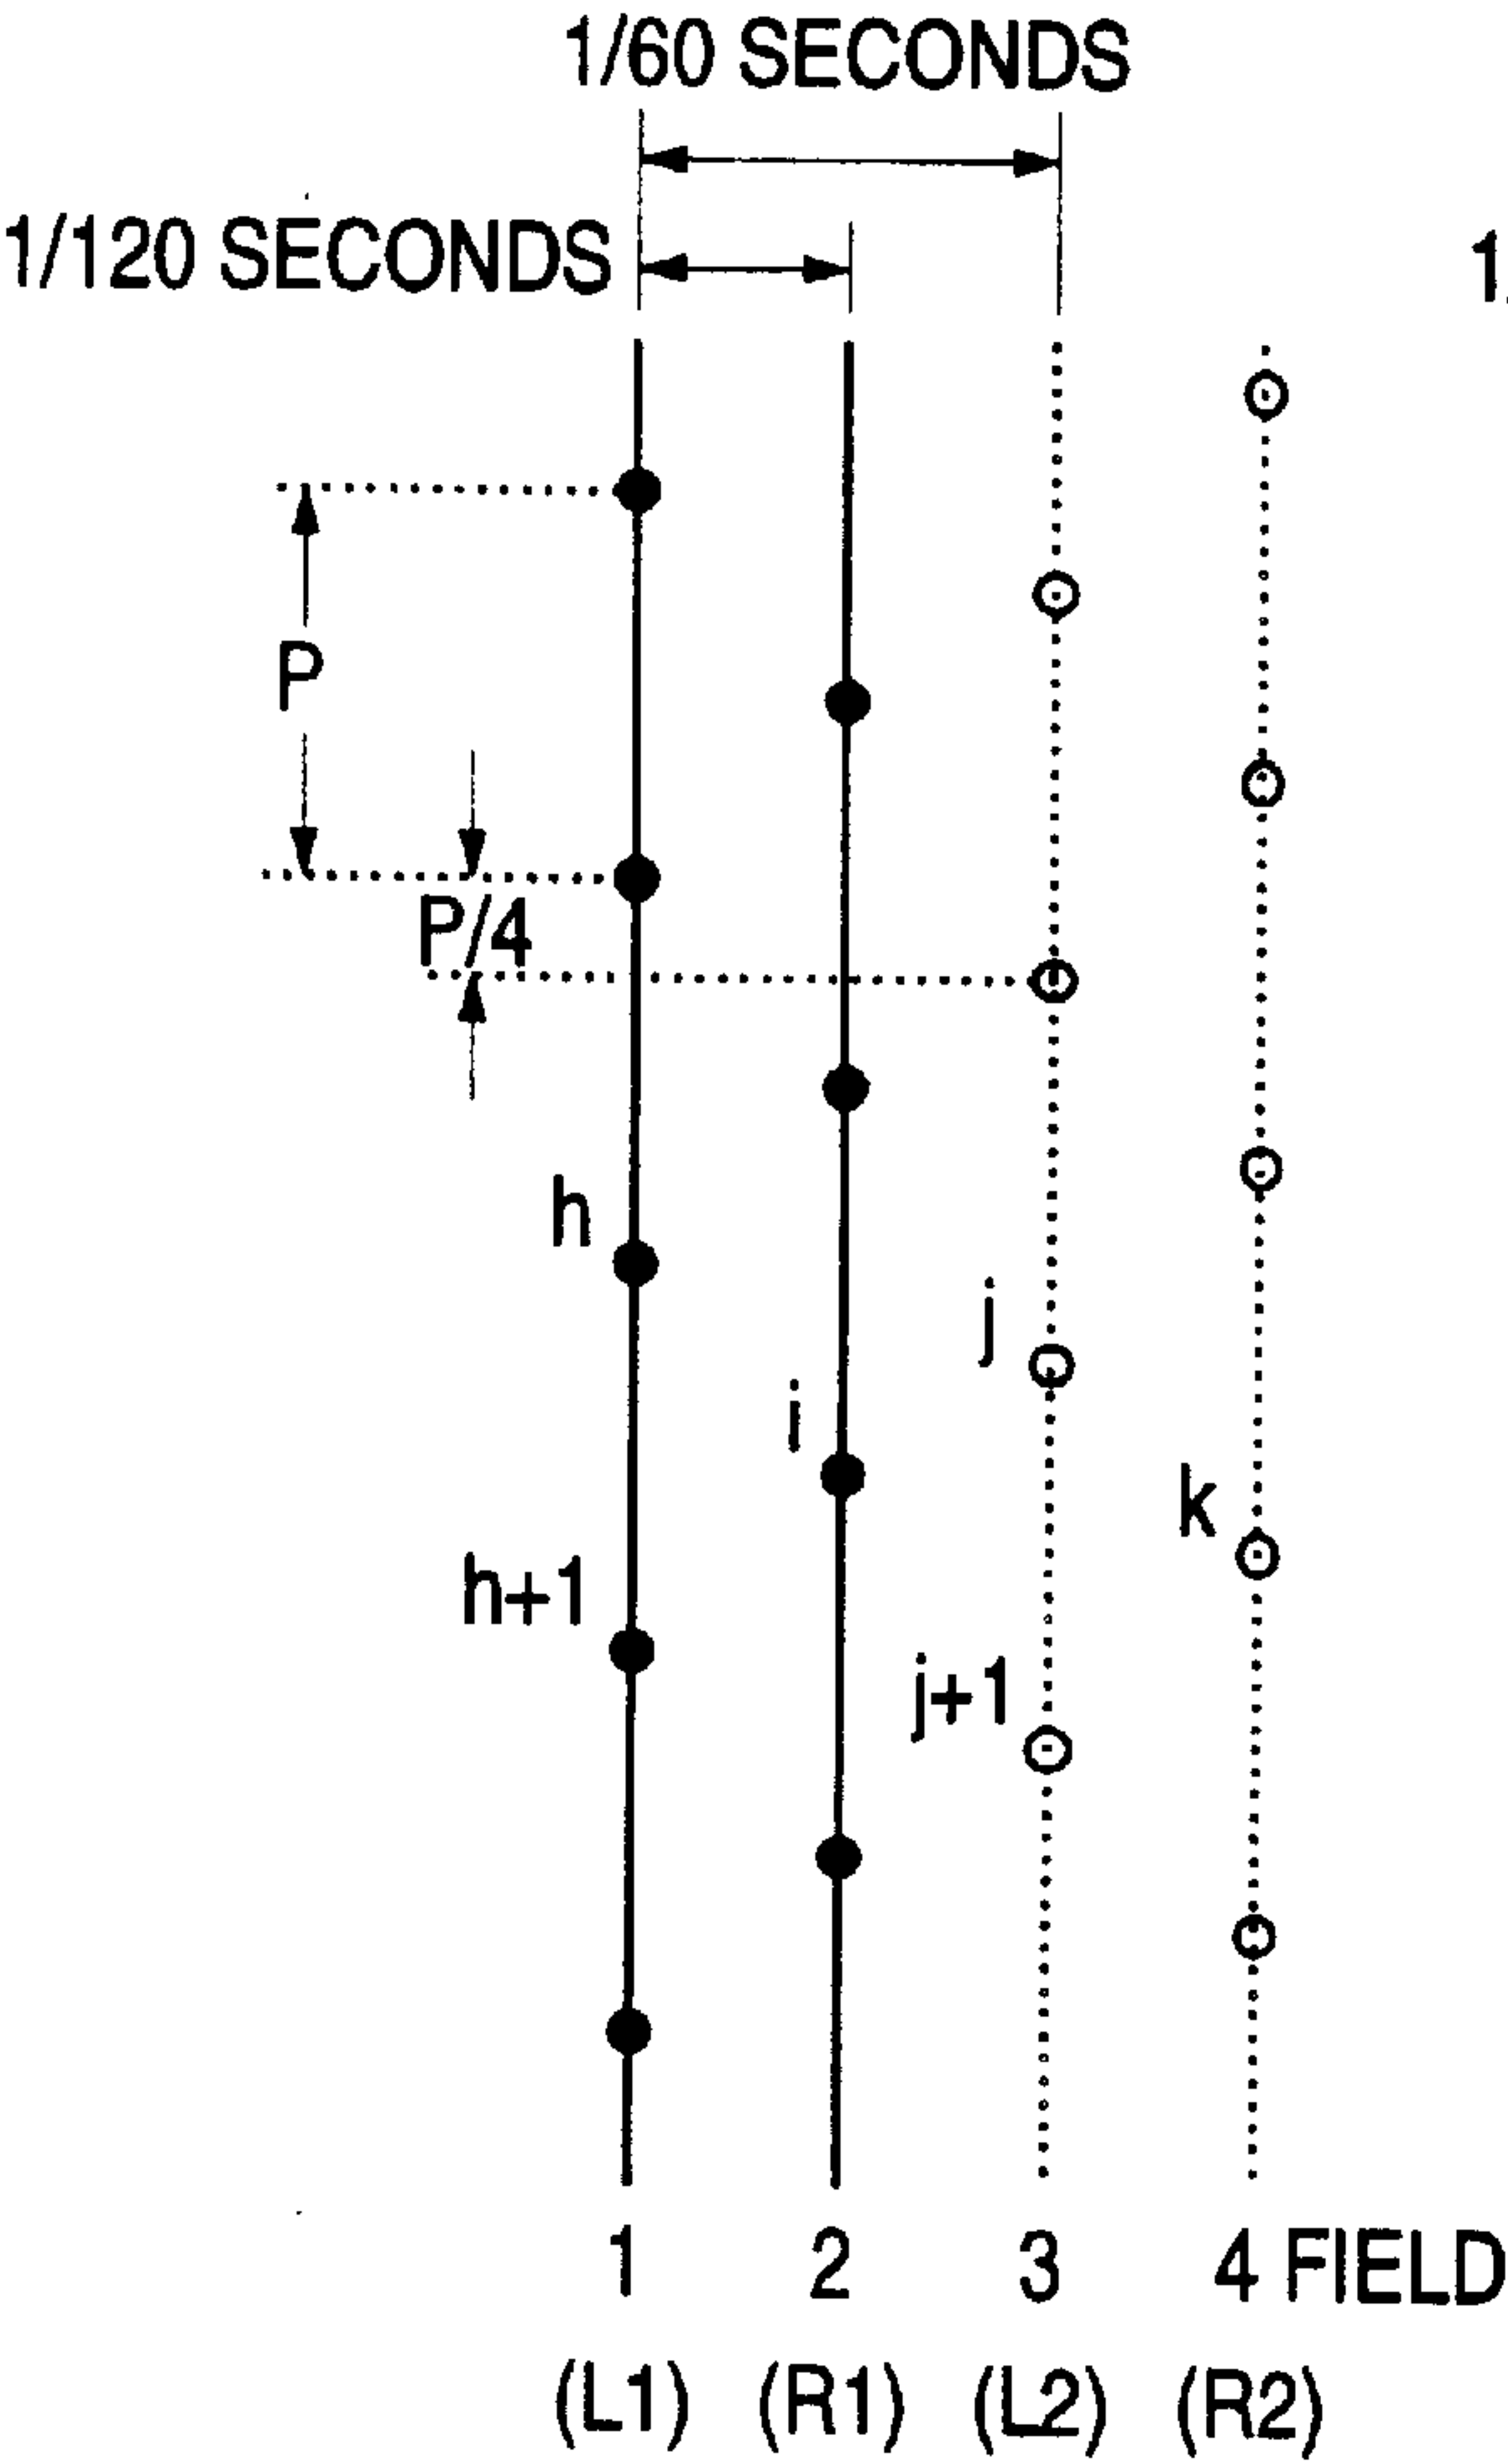 1/60 SECONDS
1/120 SECONDS
P
P/4
h
j
i
k
h+1
j+1
1 2 3 4 FIELD
(L1) (R1) (L2) (R2)